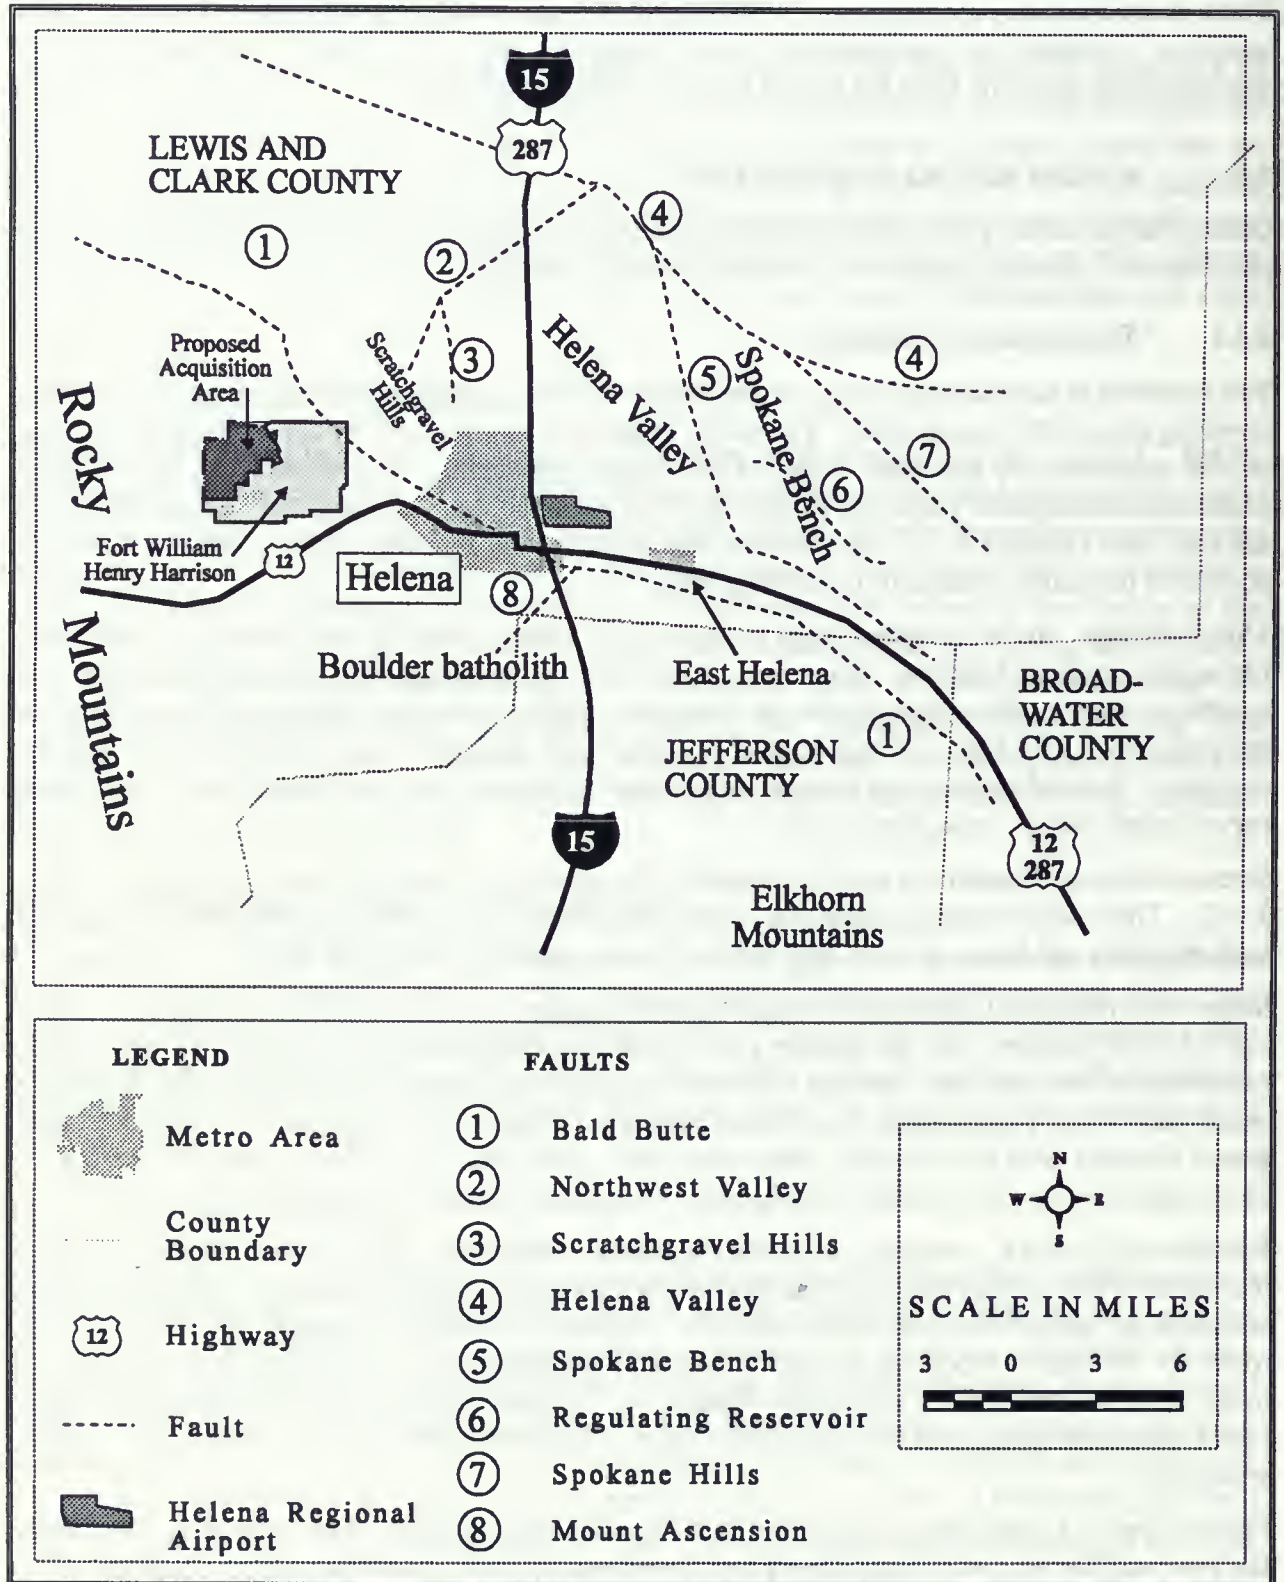 15
287
LEWIS AND
CLARK COUNTY
1
2
4
Proposed
Acquisition
Area
Scratchgravel
Hills
3
Helena Valley
5
Spokane Bench
4
7
6
Rocky
Mountains
Fort William
Henry Harrison
12
Helena
8
Boulder batholith
East Helena
BROAD-
WATER
COUNTY
JEFFERSON
COUNTY
1
15
12
287
Elkhorn
Mountains
LEGEND
Metro Area
County
Boundary
12
Highway
Fault
Helena Regional
Airport
FAULTS
1 Bald Butte
2 Northwest Valley
3 Scratchgravel Hills
4 Helena Valley
5 Spokane Bench
6 Regulating Reservoir
7 Spokane Hills
8 Mount Ascension
N
W E
S
SCALE IN MILES
3 0 3 6